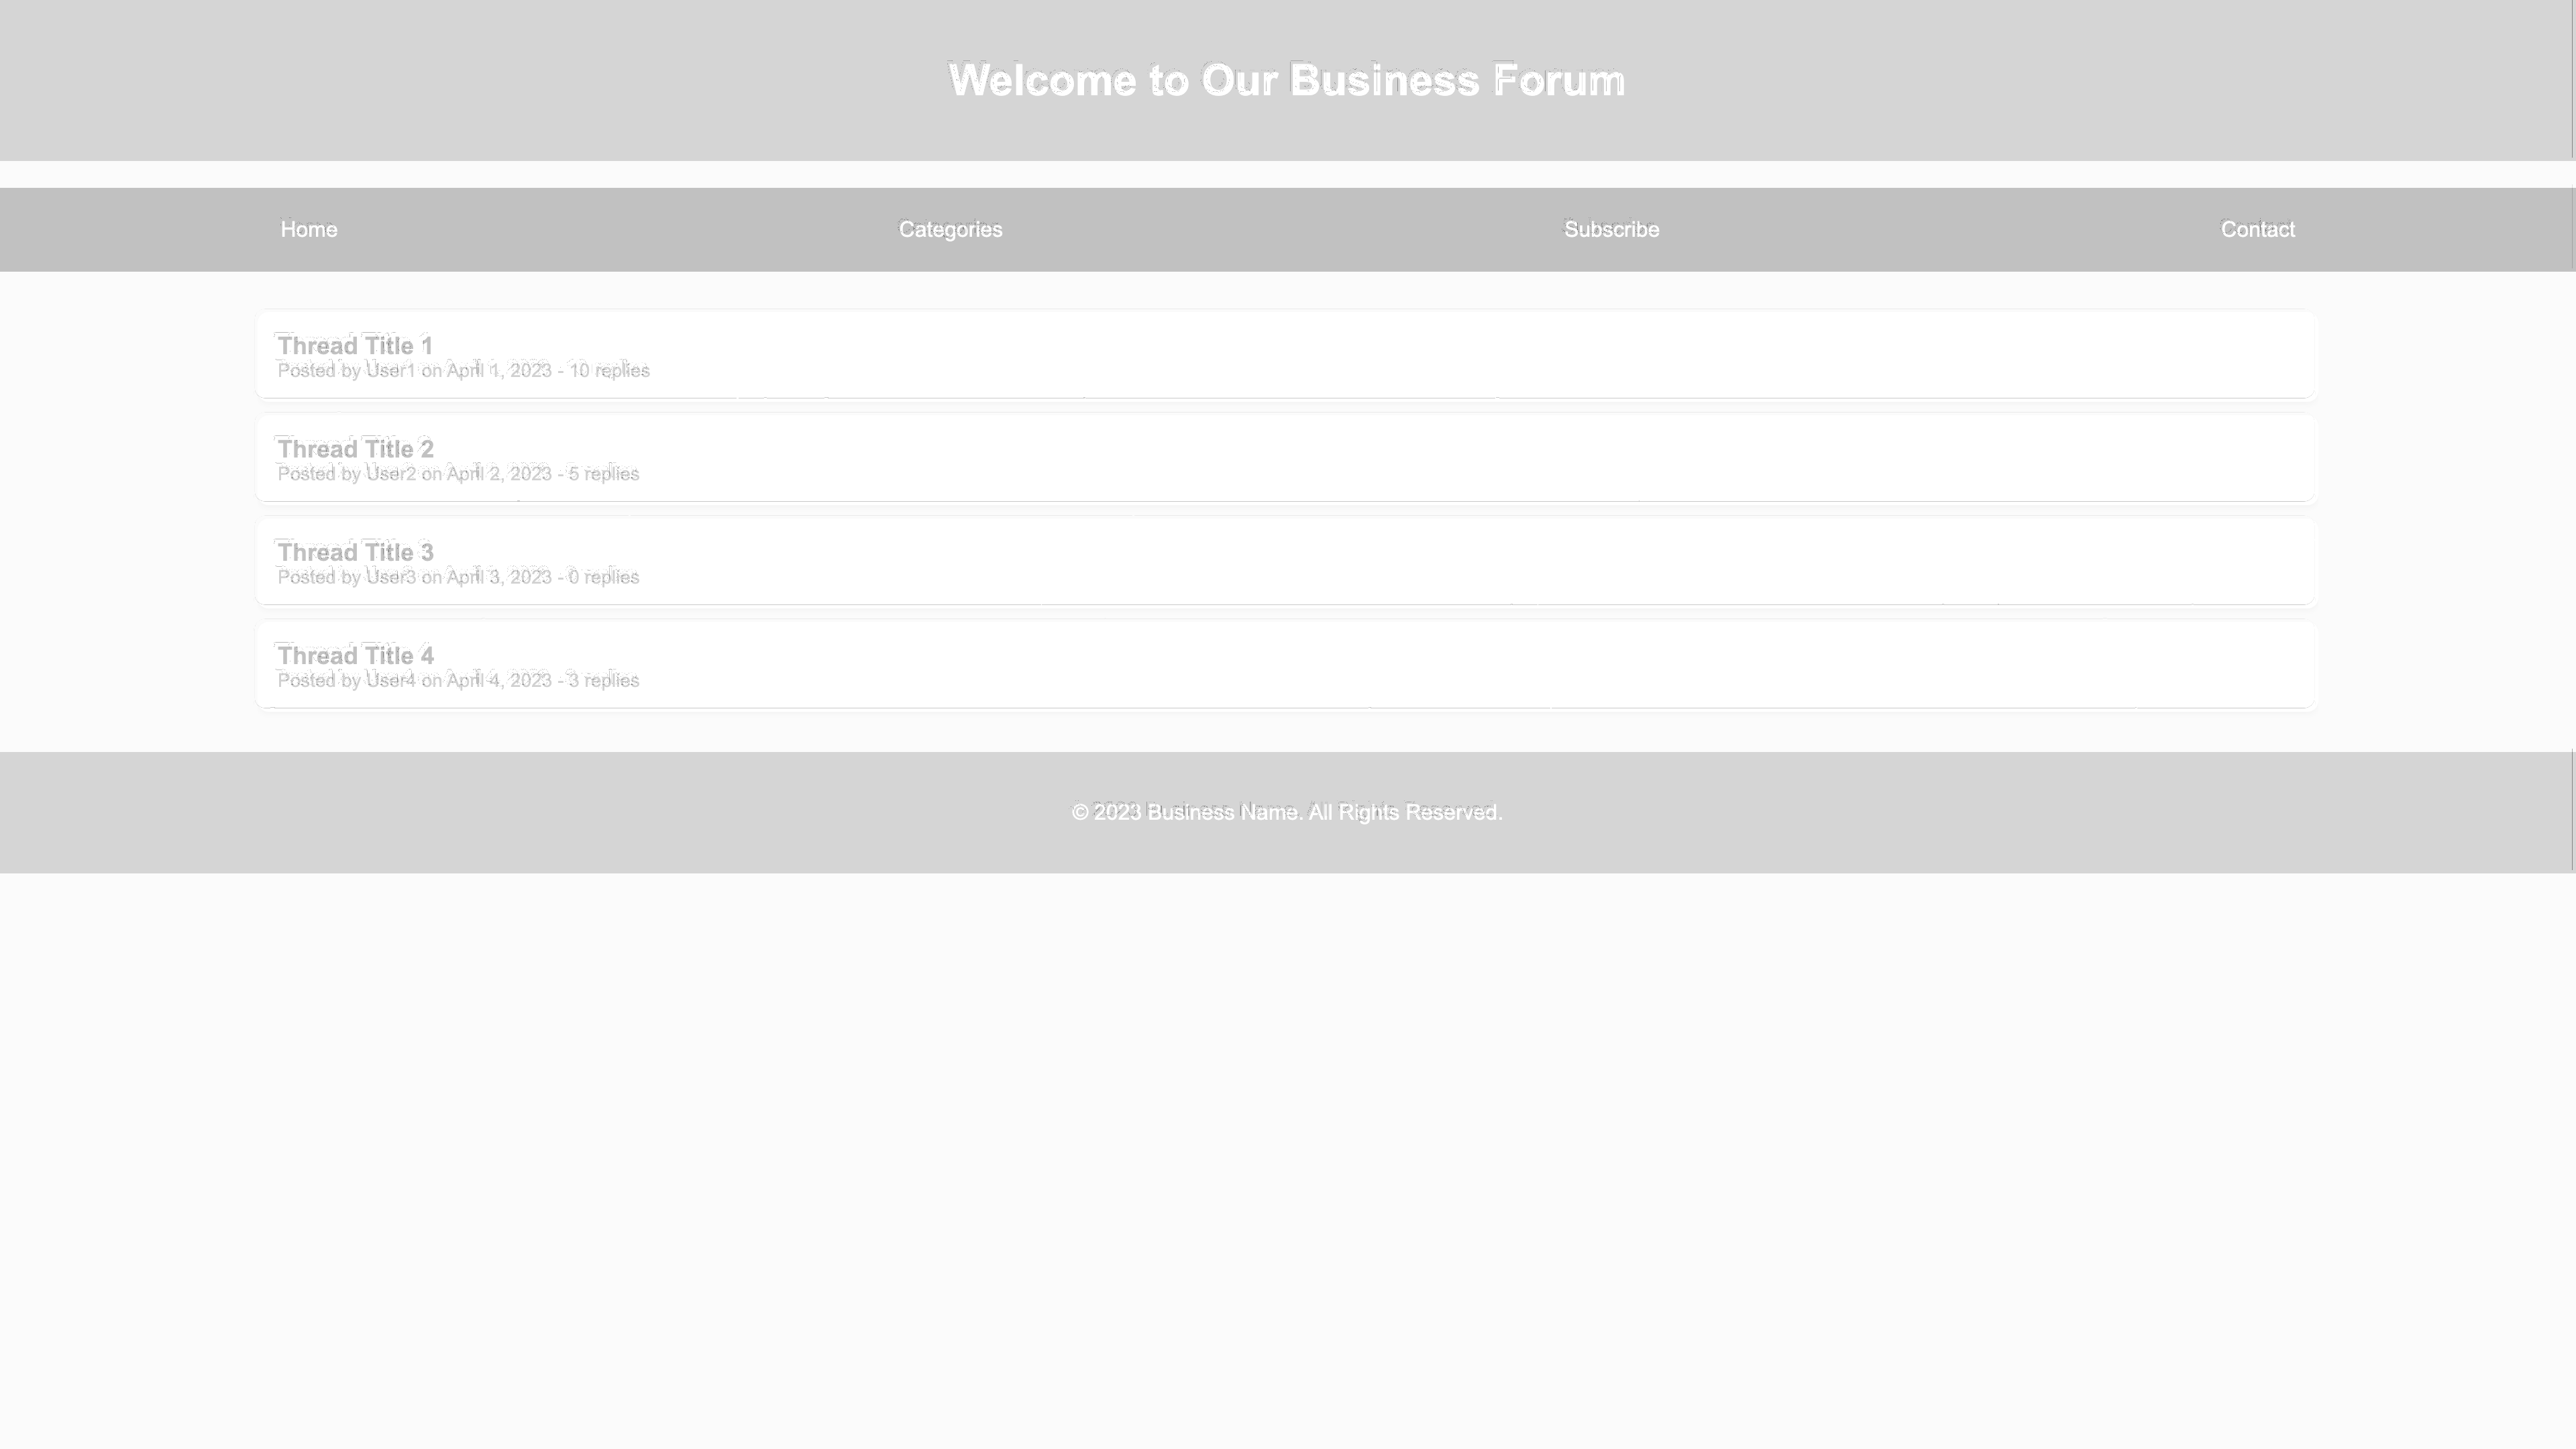 Welcome to Our Business Forum
Home Categories Subscribe Contact
Thread Title 1
Posted by User1 on April 1, 2023 - 10 replies
Thread Title 2
Posted by User2 on April 2, 2023 - 5 replies
Thread Title 3
Posted by User3 on April 3, 2023 - 0 replies
Thread Title 4
Posted by User4 on April 4, 2023 - 3 replies
© 2023 Business Name. All Rights Reserved.